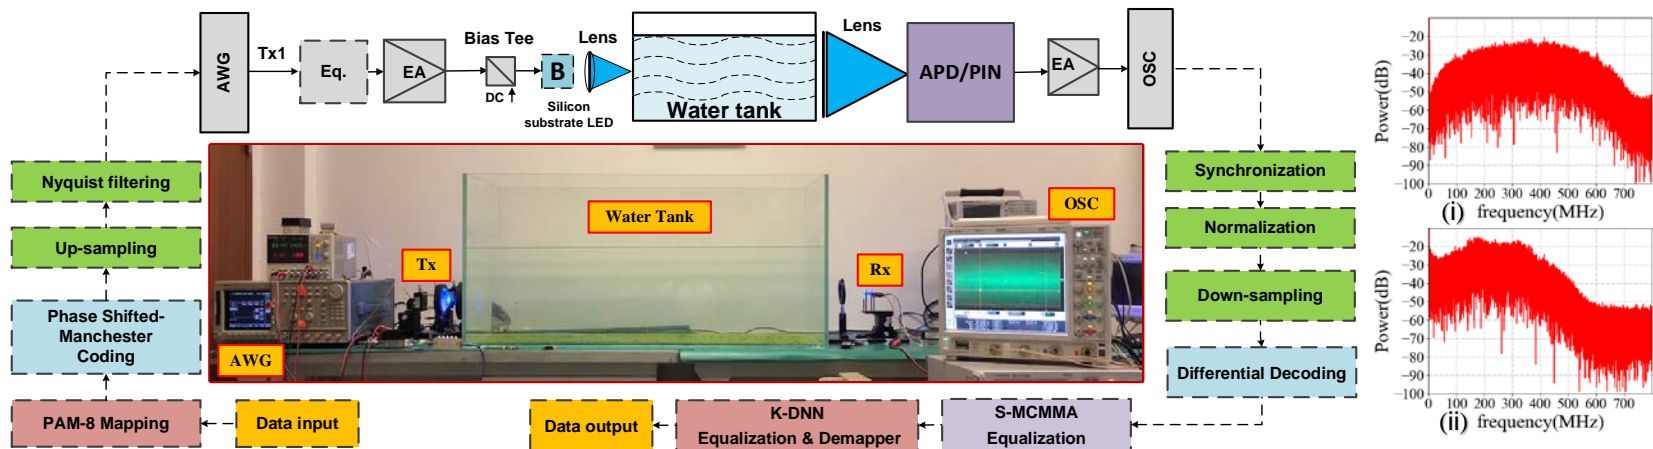 AWG
Tx1
Eq.
EA
Bias Tee
DC
B
Silicon
substrate LED
Lens
Water tank
Lens
APD/PIN
EA
OSC
Nyquist filtering
Up-sampling
Phase Shifted-
Manchester
Coding
PAM-8 Mapping
Data input
Water Tank
Tx
Rx
OSC
AWG
Synchronization
Normalization
Down-sampling
Differential Decoding
S-MCMMA
Equalization
K-DNN
Equalization & Demapper
Data output
Power(dB)
−20
−30
−40
−50
−60
−70
−80
−90
−100
0 100 200 300 400 500 600 700
(i) frequency(MHz)
Power(dB)
−20
−30
−40
−50
−60
−70
−80
−90
−100
0 100 200 300 400 500 600 700
(ii) frequency(MHz)